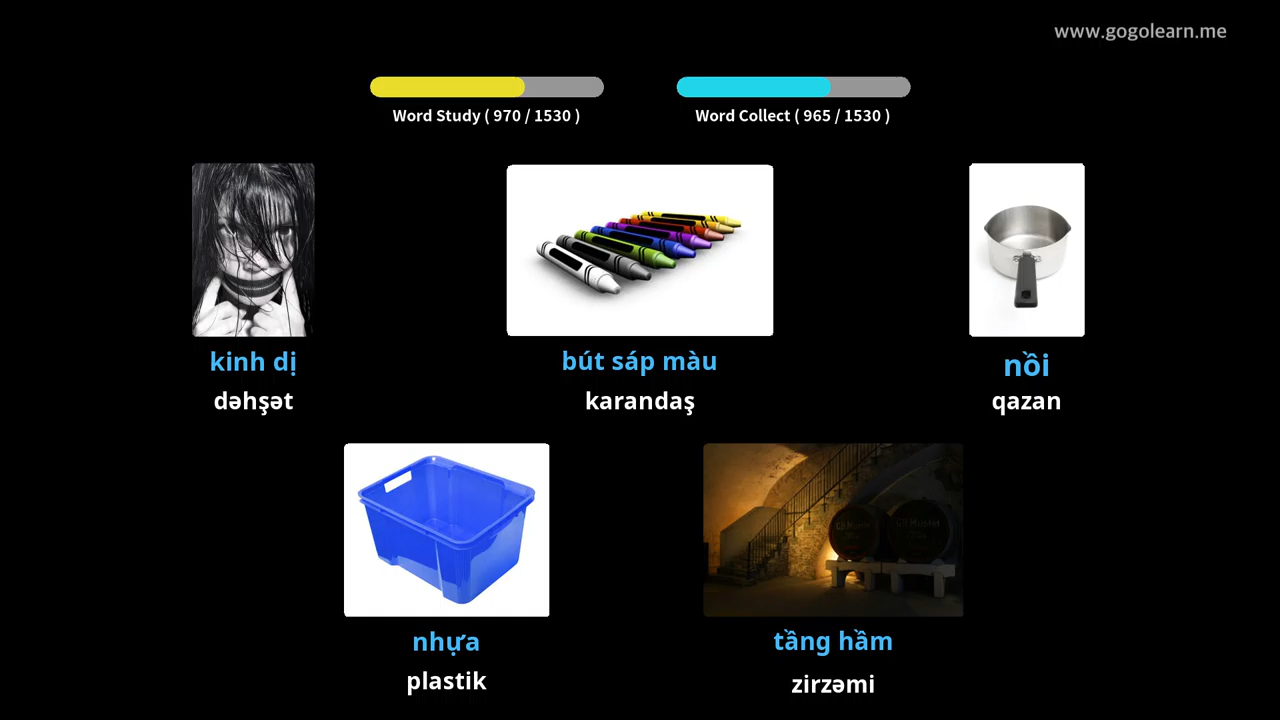 www.gogolearn.me
Word Study ( 970 / 1530 )
Word Collect ( 965 / 1530 )
kinh dị
dəhşət
bút sáp màu
karandaş
nồi
qazan
nhựa
plastik
tầng hầm
zirzəmi